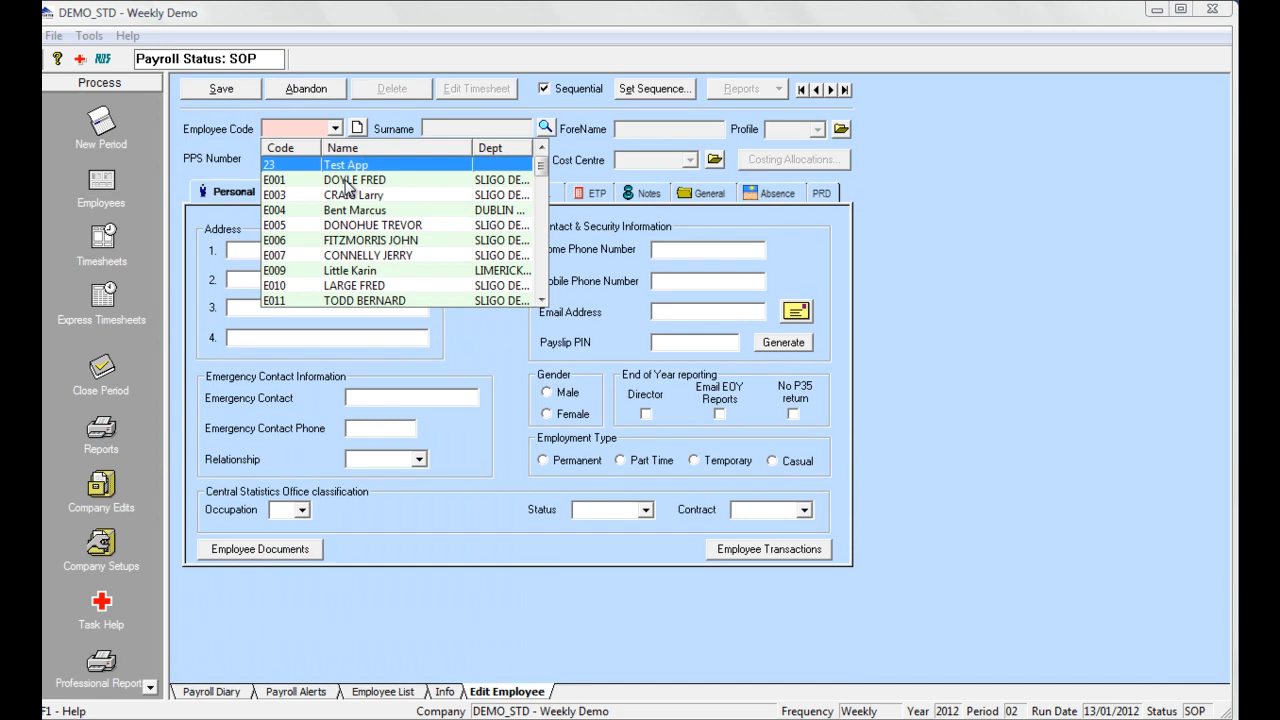 DEMO_STD - Weekly Demo
File Tools Help
? ROS Payroll Status: SOP
Process
New Period
Employees
Timesheets
Express Timesheets
Close Period
Reports
Company Edits
Company Setups
Task Help
Professional Report
Save Abandon Delete Edit Timesheet Sequential Set Sequence... Reports
Employee Code Surname ForeName Profile
PPS Number Cost Centre Costing Allocations...
Code Name Dept
23 Test App
E001 DOYLE FRED SLIGO DE...
E003 CRAIG Larry SLIGO DE...
E004 Bent Marcus DUBLIN ...
E005 DONOHUE TREVOR SLIGO DE...
E006 FITZMORRIS JOHN SLIGO DE...
E007 CONNELLY JERRY SLIGO DE...
E009 Little Karin LIMERICK...
E010 LARGE FRED SLIGO DE...
E011 TODD BERNARD SLIGO DE...
Personal ETP Notes General Absence PRD
Address
1.
2.
3.
4.
ntact & Security Information
ome Phone Number
obile Phone Number
Email Address
Payslip PIN Generate
Emergency Contact Information
Emergency Contact
Emergency Contact Phone
Relationship
Gender
Male
Female
End of Year reporting
Director Email EOY Reports No P35 return
Employment Type
Permanent Part Time Temporary Casual
Central Statistics Office classification
Occupation Status Contract
Employee Documents Employee Transactions
Payroll Diary Payroll Alerts Employee List Info Edit Employee
F1 - Help Company DEMO_STD - Weekly Demo Frequency Weekly Year 2012 Period 02 Run Date 13/01/2012 Status SOP